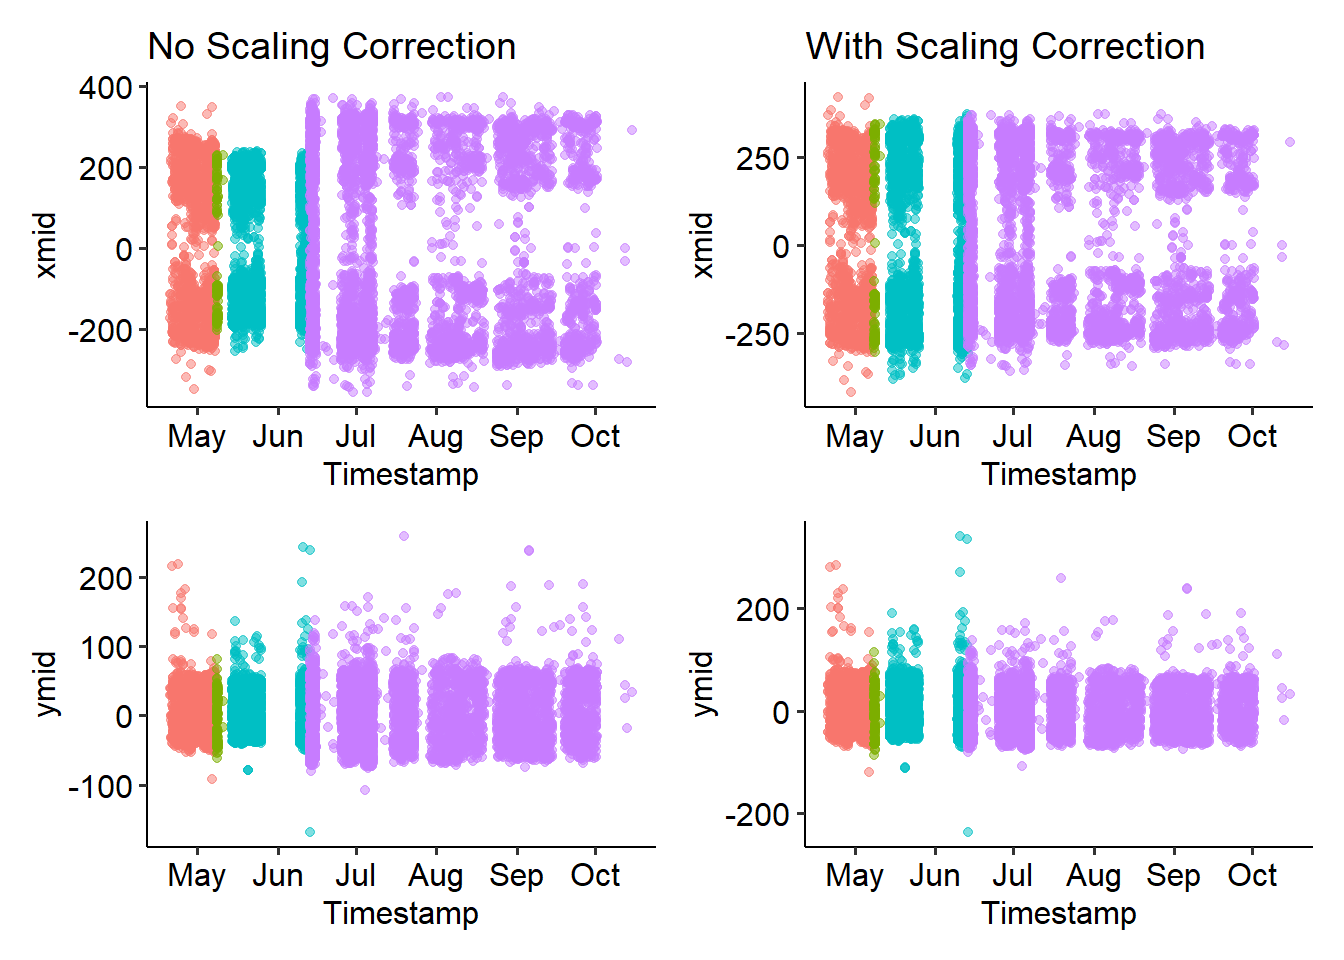 No Scaling Correction
With Scaling Correction
400
200
0
-200
xmid
May Jun Jul Aug Sep Oct
Timestamp
250
0
-250
xmid
May Jun Jul Aug Sep Oct
Timestamp
200
100
0
-100
ymid
May Jun Jul Aug Sep Oct
Timestamp
200
0
-200
ymid
May Jun Jul Aug Sep Oct
Timestamp